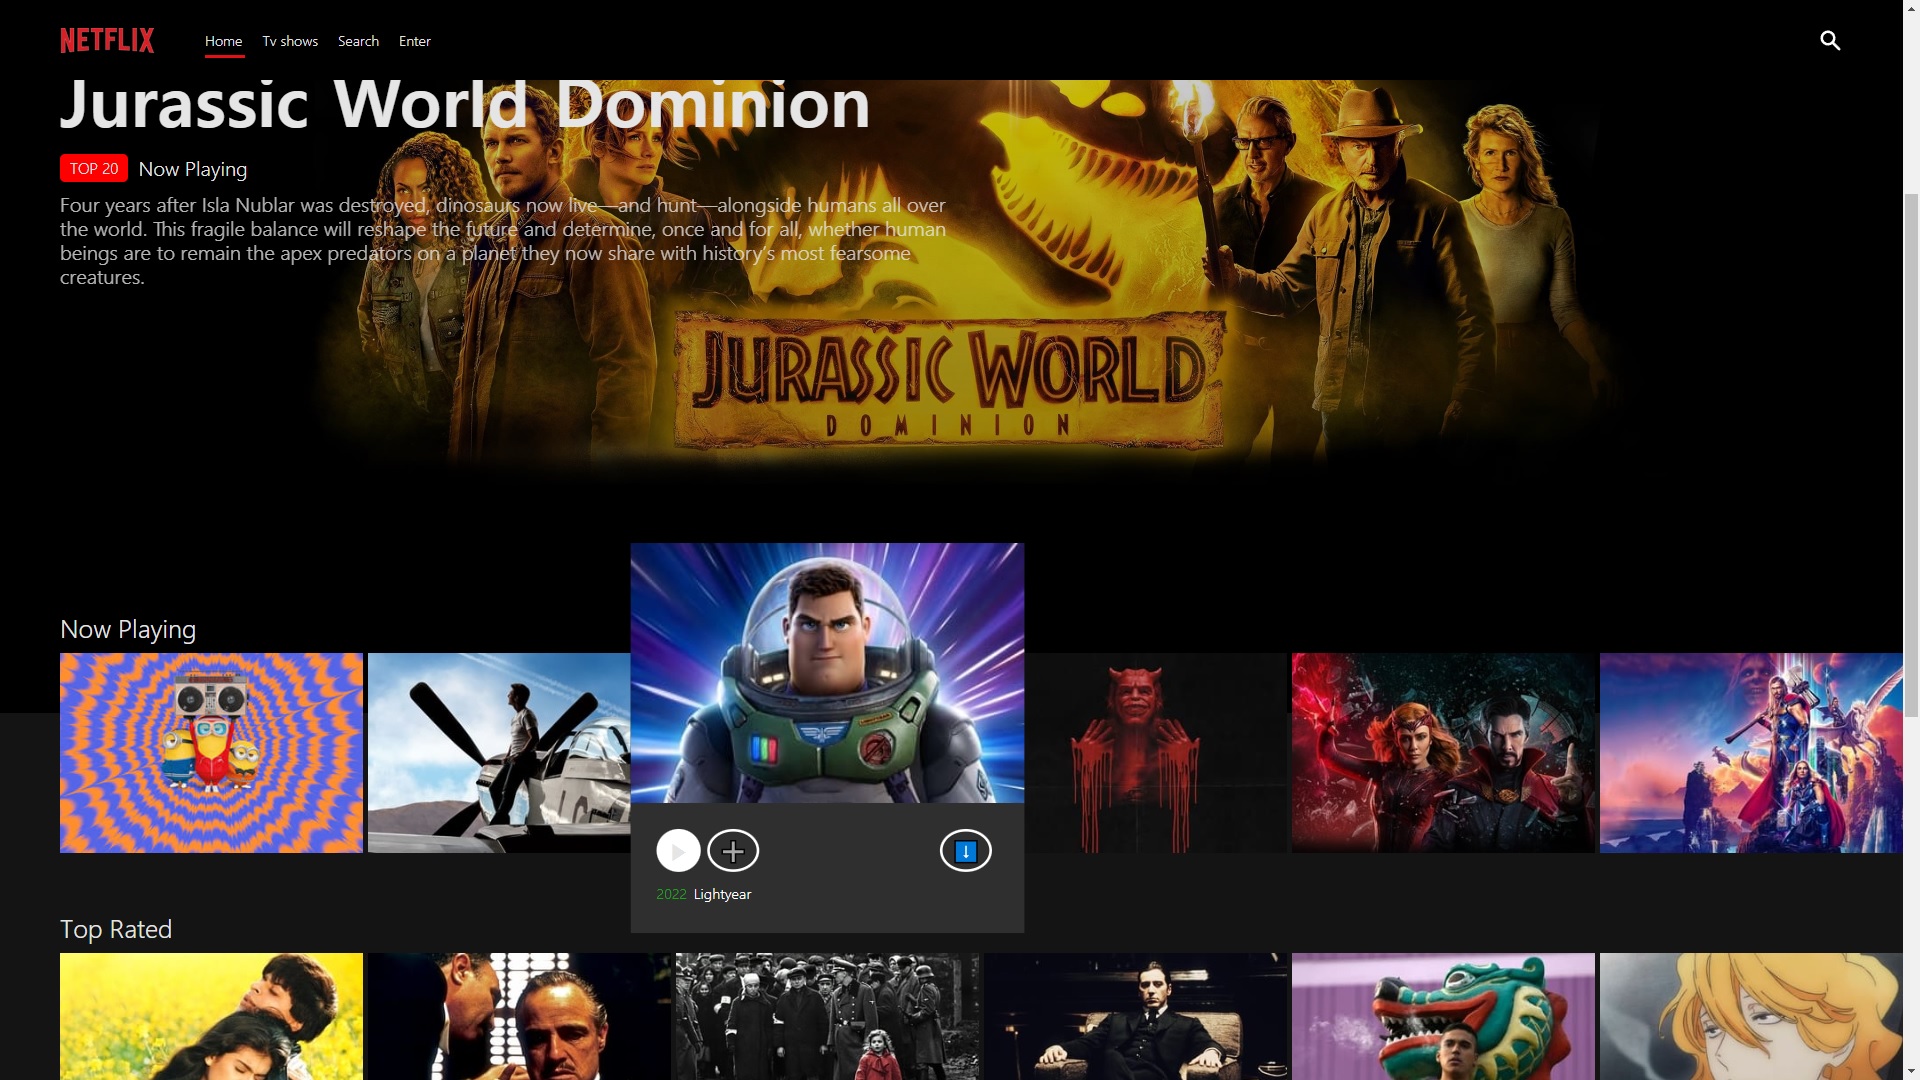 NETFLIX
Home
Tv shows
Search
Enter
Jurassic World Dominion
TOP 20 Now Playing
Four years after Isla Nublar was destroyed, dinosaurs now live—and hunt—alongside humans all over
the world. This fragile balance will reshape the future and determine, once and for all, whether human
beings are to remain the apex predators on a planet they now share with history’s most fearsome
creatures.
JURASSIC WORLD
DOMINION
Now Playing
2022 Lightyear
Top Rated